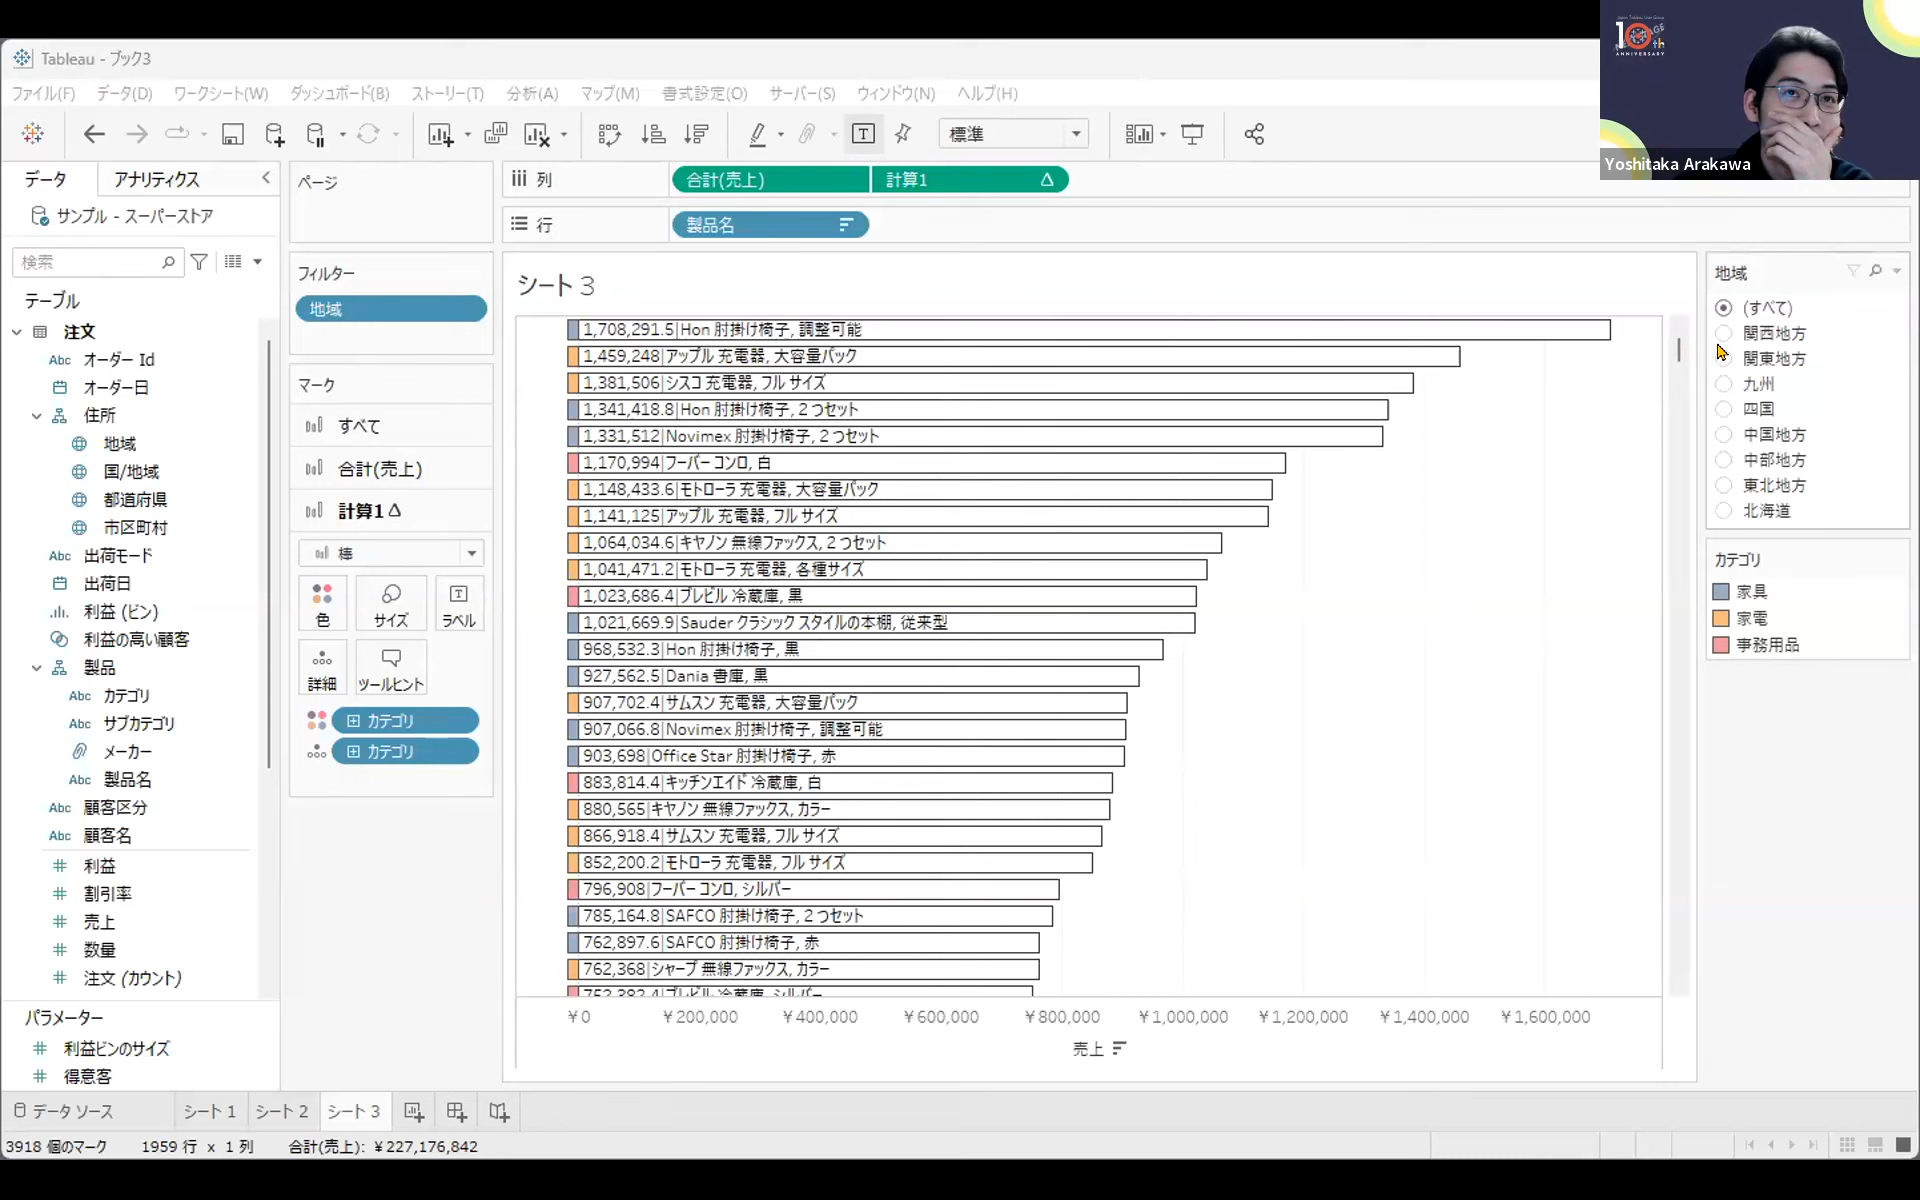 Tableau - ブック3
ファイル(F) データ(D) ワークシート(W) ダッシュボード(B) ストーリー(T) 分析(A) マップ(M) 書式設定(O) サーバー(S) ウィンドウ(N) ヘルプ(H)
標準
10th
ANNIVERSARY
Yoshitaka Arakawa
データ アナリティクス
サンプル - スーパーストア
検索
テーブル
注文
Abc オーダー Id
オーダー日
住所
地域
国/地域
都道府県
市区町村
Abc 出荷モード
出荷日
利益 (ビン)
利益の高い顧客
製品
Abc カテゴリ
Abc サブカテゴリ
メーカー
Abc 製品名
Abc 顧客区分
Abc 顧客名
利益
割引率
売上
数量
注文 (カウント)
パラメーター
利益ビンのサイズ
得意客
ページ
フィルター
地域
マーク
すべて
合計(売上)
計算1 Δ
棒
色 サイズ ラベル
詳細 ツールヒント
カテゴリ
カテゴリ
列 合計(売上) 計算1 Δ
行 製品名
シート 3
1,708,291.5|Hon 肘掛け椅子, 調整可能
1,459,248|アップル 充電器, 大容量パック
1,381,506|シスコ 充電器, フル サイズ
1,341,418.8|Hon 肘掛け椅子, 2 つセット
1,331,512|Novimex 肘掛け椅子, 2 つセット
1,170,994|フーバー コンロ, 白
1,148,433.6|モトローラ 充電器, 大容量パック
1,141,125|アップル 充電器, フル サイズ
1,064,034.6|キヤノン 無線ファックス, 2 つセット
1,041,471.2|モトローラ 充電器, 各種サイズ
1,023,686.4|ブレビル 冷蔵庫, 黒
1,021,669.9|Sauder クラシック スタイルの本棚, 従来型
968,532.3|Hon 肘掛け椅子, 黒
927,562.5|Dania 書庫, 黒
907,702.4|サムスン 充電器, 大容量パック
907,066.8|Novimex 肘掛け椅子, 調整可能
903,698|Office Star 肘掛け椅子, 赤
883,814.4|キッチンエイド 冷蔵庫, 白
880,565|キヤノン 無線ファックス, カラー
866,918.4|サムスン 充電器, フル サイズ
852,200.2|モトローラ 充電器, フル サイズ
796,908|フーバー コンロ, シルバー
785,164.8|SAFCO 肘掛け椅子, 2 つセット
762,897.6|SAFCO 肘掛け椅子, 赤
762,368|シャープ 無線ファックス, カラー
752,382.4|ブレビル 冷蔵庫, シルバー
¥0 ¥200,000 ¥400,000 ¥600,000 ¥800,000 ¥1,000,000 ¥1,200,000 ¥1,400,000 ¥1,600,000
売上
地域
(すべて)
関西地方
関東地方
九州
四国
中国地方
中部地方
東北地方
北海道
カテゴリ
家具
家電
事務用品
データ ソース シート 1 シート 2 シート 3
3918 個のマーク 1959 行 x 1 列 合計(売上): ¥227,176,842